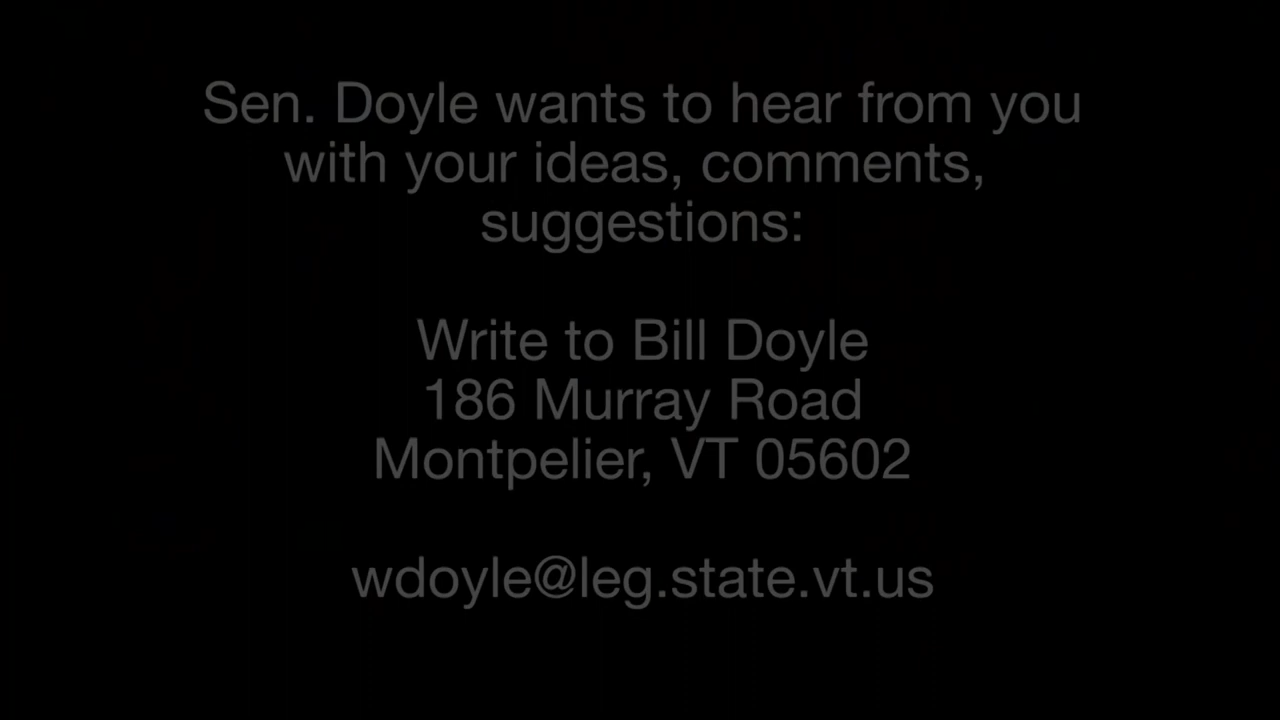 Sen. Doyle wants to hear from you
with your ideas, comments,
suggestions:
Write to Bill Doyle
186 Murray Road
Montpelier, VT 05602
wdoyle@leg.state.vt.us